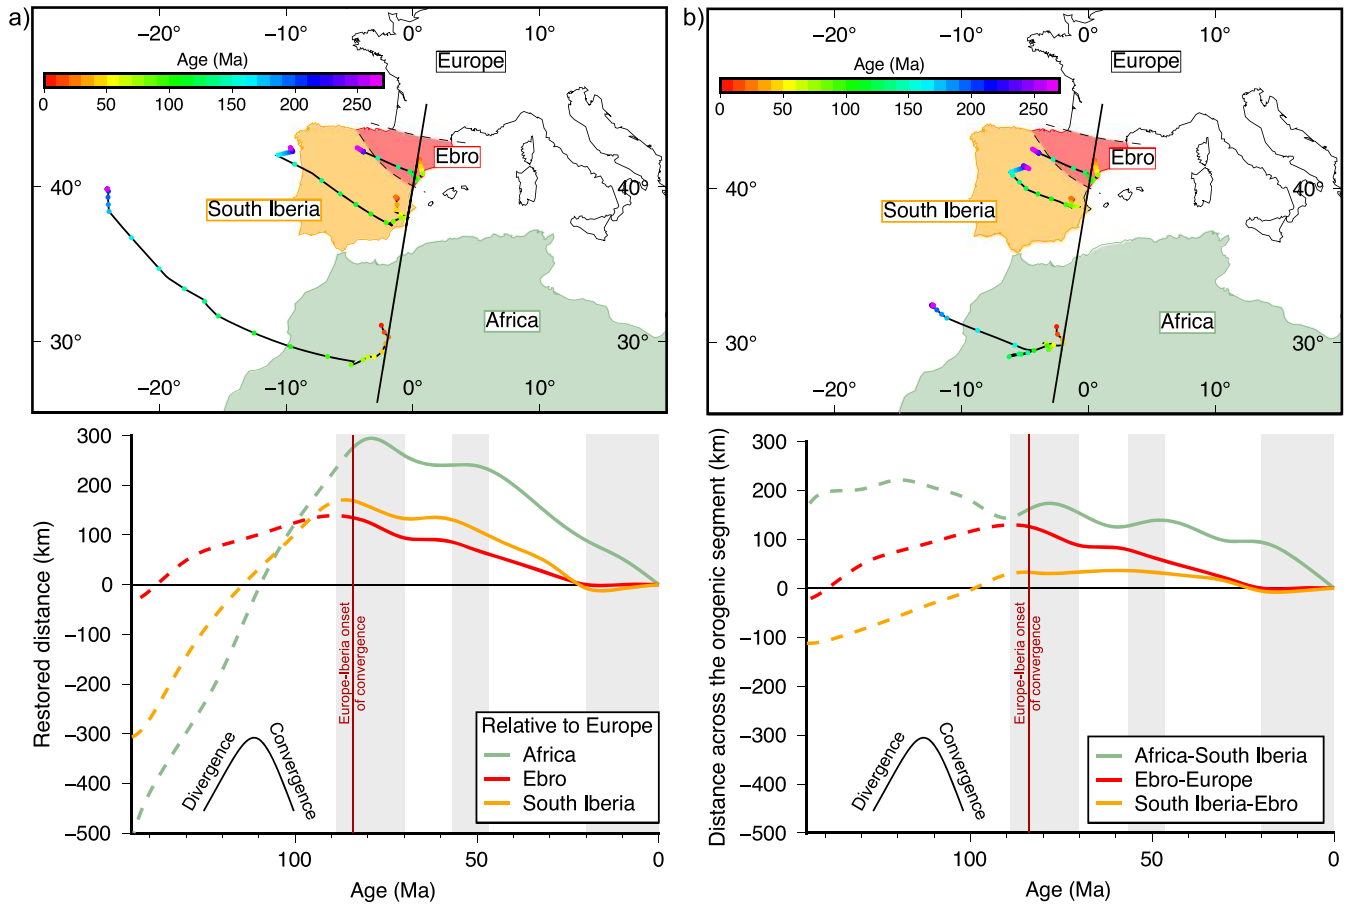 a)
−20°
−10°
0°
10°
Age (Ma)
Europe
0
50
100
150
200
250
Ebro
40°
40°
South Iberia
Africa
30°
30°
−20°
−10°
0°
10°
b)
−20°
−10°
0°
10°
Age (Ma)
Europe
0
50
100
150
200
250
Ebro
40°
40°
South Iberia
Africa
30°
30°
−20°
−10°
0°
10°
Restored distance (km)
300
200
100
0
−100
−200
−300
−400
−500
Europe-Iberia onset
of convergence
Divergence
Convergence
Relative to Europe
Africa
Ebro
South Iberia
100
50
0
Age (Ma)
Distance across the orogenic segment (km)
300
200
100
0
−100
−200
−300
−400
−500
Europe-Iberia onset
of convergence
Divergence
Convergence
Africa-South Iberia
Ebro-Europe
South Iberia-Ebro
100
50
0
Age (Ma)